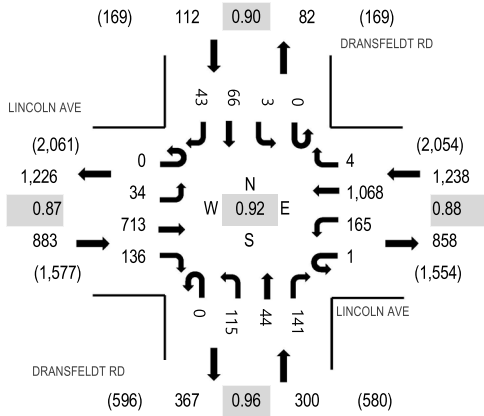 (169) 112 0.90 82 (169)
DRANSFELDT RD
LINCOLN AVE
43 66 3 0
(2,061) (2,054)
0 4
1,226 1,238
34 N 1,068
0.87 W 0.92 E 0.88
713 165
883 S 858
136 1
(1,577) (1,554)
0 115 44 141
LINCOLN AVE
DRANSFELDT RD
(596) 367 0.96 300 (580)